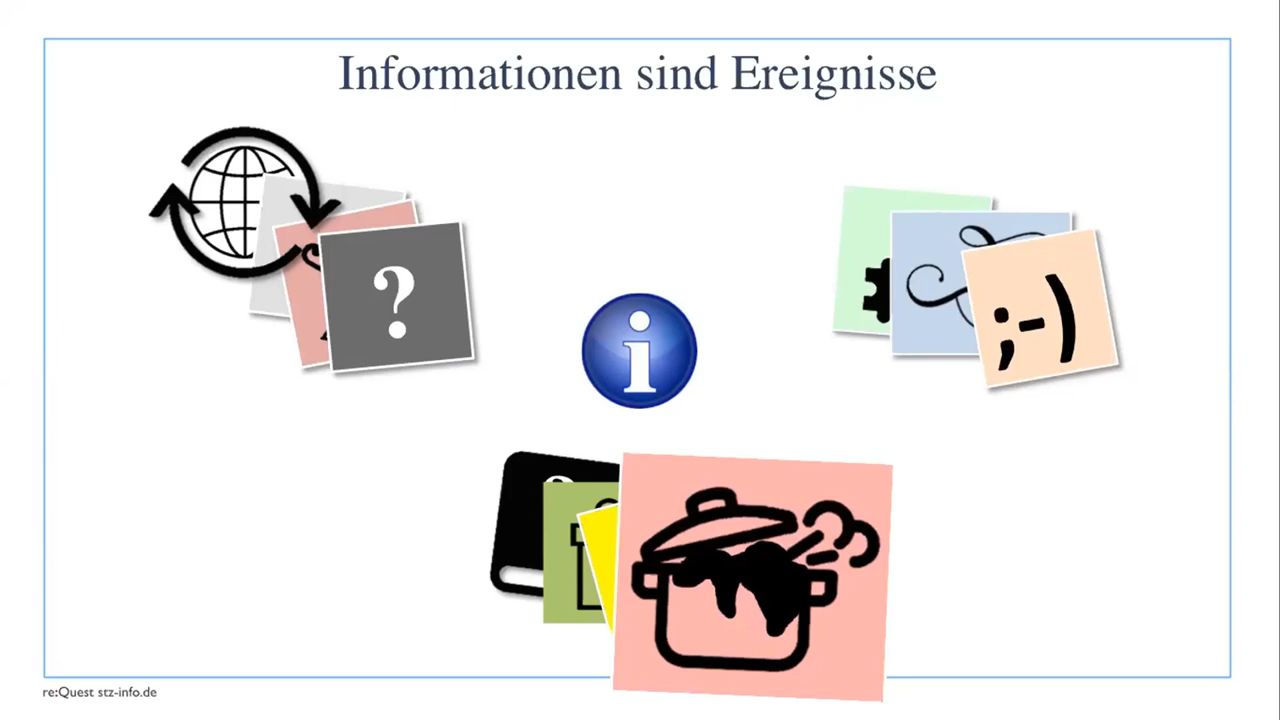 Informationen sind Ereignisse
?
i
;-)
re:Quest stz-info.de